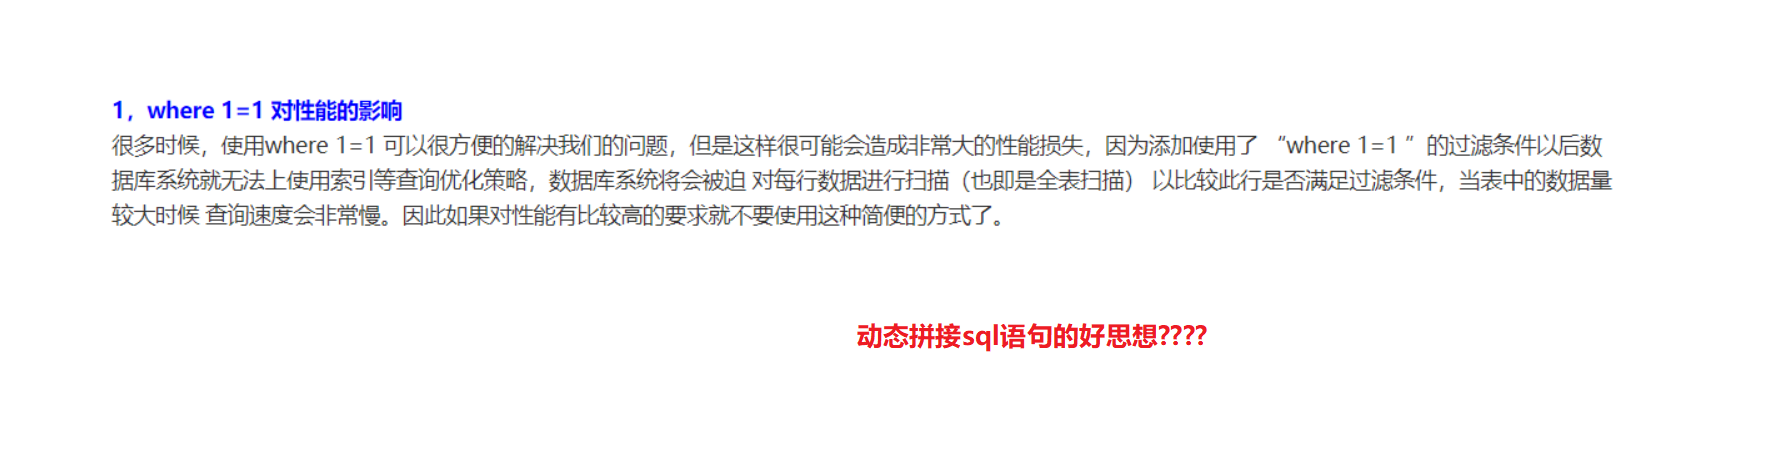 1，where 1=1 对性能的影响
很多时候，使用where 1=1 可以很方便的解决我们的问题，但是这样很可能会造成非常大的性能损失，因为添加使用了 “where 1=1 ”的过滤条件以后数
据库系统就无法上使用索引等查询优化策略，数据库系统将会被迫 对每行数据进行扫描（也即是全表扫描） 以比较此行是否满足过滤条件，当表中的数据量
较大时候 查询速度会非常慢。因此如果对性能有比较高的要求就不要使用这种简便的方式了。
动态拼接sql语句的好思想????